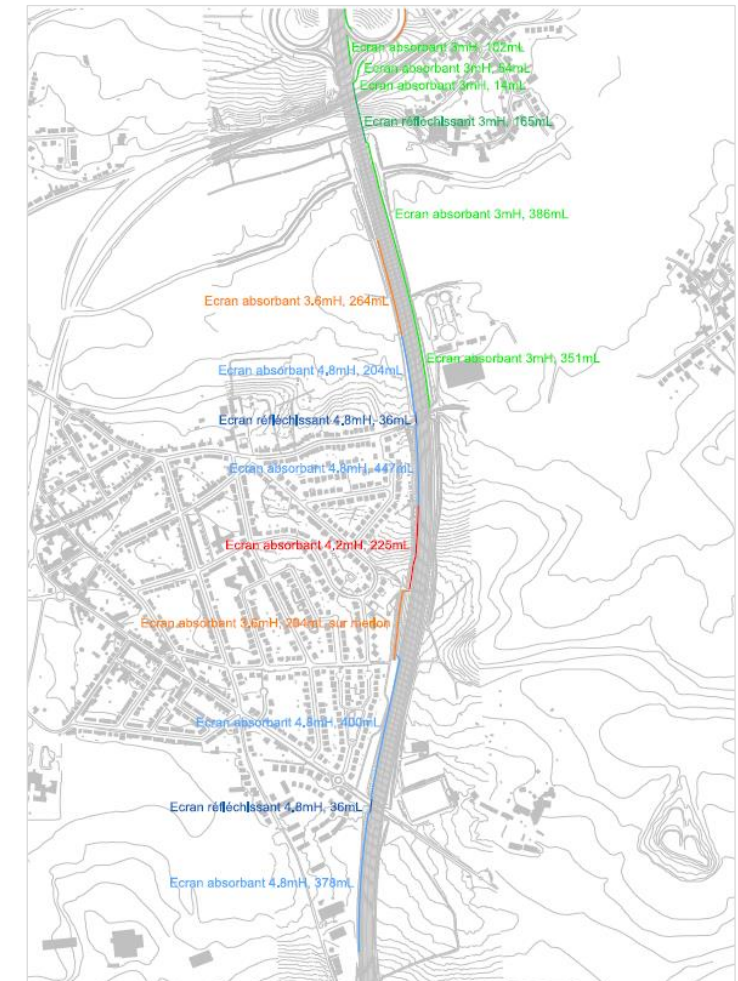 Ecran absorbant 3mH, 102mL
Ecran absorbant 3mH, 64mL
Ecran absorbant 3mH, 14mL
Ecran réfléchissant 3mH, 165mL
Ecran absorbant 3mH, 386mL
Ecran absorbant 3.6mH, 264mL
Ecran absorbant 3mH, 351mL
Ecran absorbant 4.8mH, 204mL
Ecran réfléchissant 4.8mH, 36mL
Ecran absorbant 4.8mH, 447mL
Ecran absorbant 4.2mH, 225mL
Ecran absorbant 3.6mH, 204mL sur merlon
Ecran absorbant 4.8mH, 400mL
Ecran réfléchissant 4.8mH, 36mL
Ecran absorbant 4.8mH, 378mL